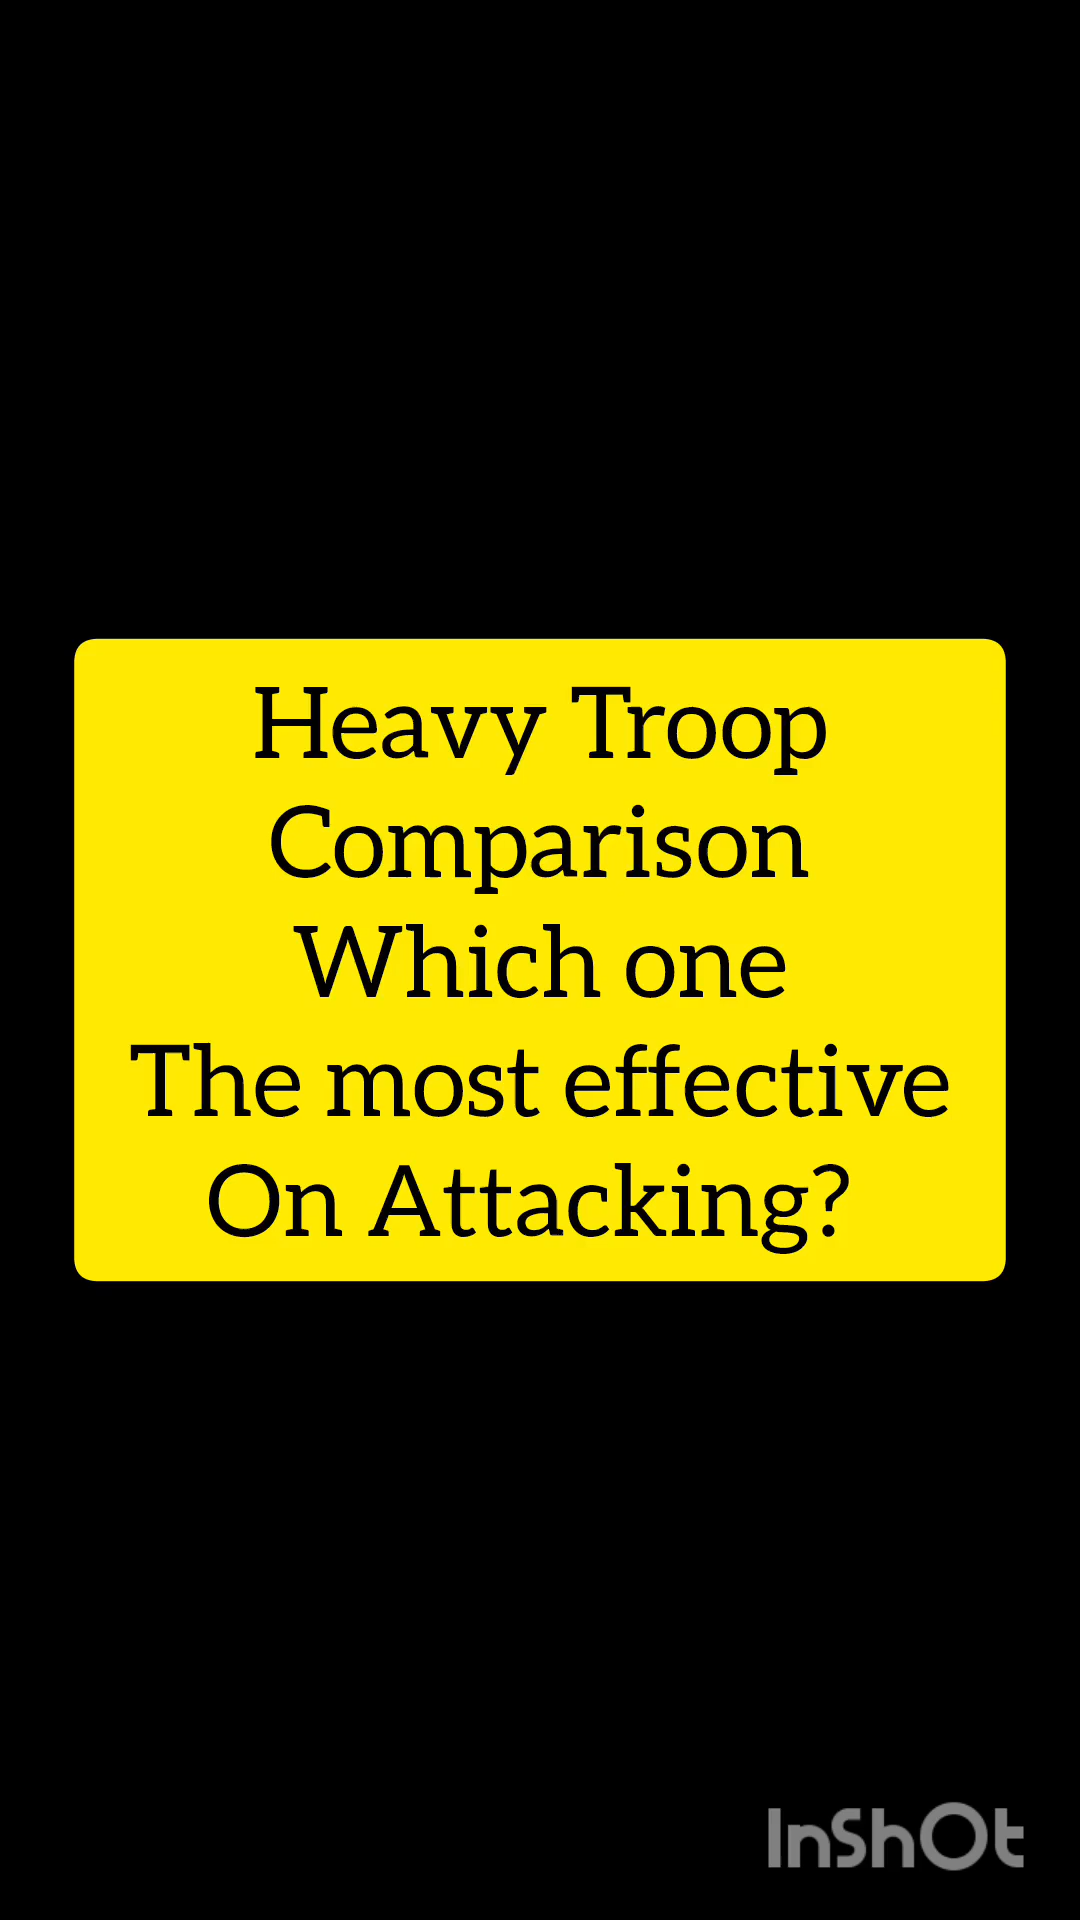 Heavy Troop
Comparison
Which one
The most effective
On Attacking?
InShOt